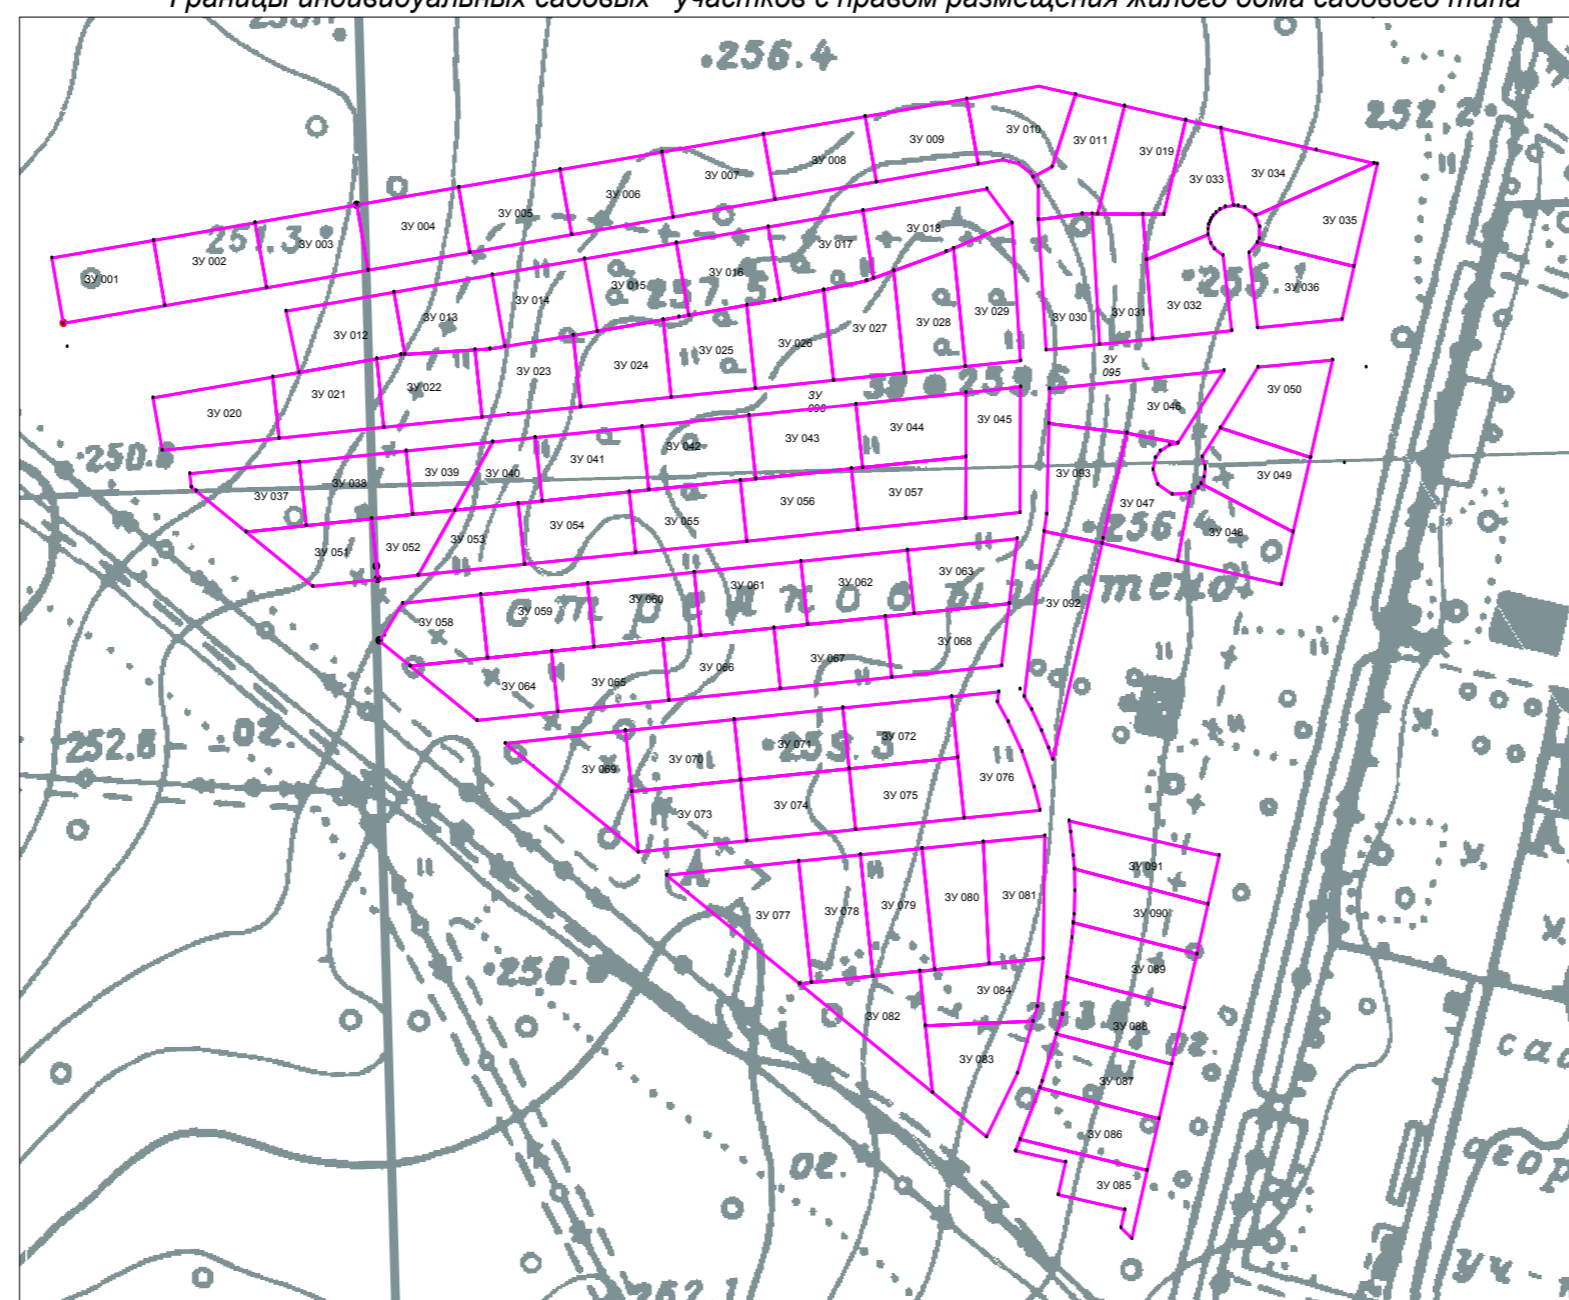 Границы индивидуальных садовых участков с правом размещения жилого дома садового типа
256.4
252.2
251.3
257.5
255.1
ЗУ 001
ЗУ 002
ЗУ 003
ЗУ 004
ЗУ 005
ЗУ 006
ЗУ 007
ЗУ 008
ЗУ 009
ЗУ 010
ЗУ 011
ЗУ 019
ЗУ 033
ЗУ 034
ЗУ 035
ЗУ 036
ЗУ 012
ЗУ 013
ЗУ 014
ЗУ 015
ЗУ 016
ЗУ 017
ЗУ 018
ЗУ 020
ЗУ 021
ЗУ 022
ЗУ 023
ЗУ 024
ЗУ 025
ЗУ 026
ЗУ 027
ЗУ 028
ЗУ 029
ЗУ 030
ЗУ 031
ЗУ 032
ЗУ
095
ЗУ
ЗУ 037
ЗУ 038
ЗУ 039
ЗУ 040
ЗУ 041
ЗУ 042
ЗУ 043
ЗУ 044
ЗУ 045
ЗУ 046
ЗУ 050
ЗУ 093
ЗУ 047
ЗУ 049
ЗУ 048
256.4
ЗУ 051
ЗУ 052
ЗУ 053
ЗУ 054
ЗУ 055
ЗУ 056
ЗУ 057
ЗУ 058
ЗУ 059
ЗУ 060
ЗУ 061
ЗУ 062
ЗУ 063
ЗУ 092
ЗУ 064
ЗУ 065
ЗУ 066
ЗУ 067
ЗУ 068
252.8
ог.
ЗУ 069
ЗУ 070
ЗУ 071
ЗУ 072
ЗУ 073
ЗУ 074
ЗУ 075
ЗУ 076
ЗУ 077
ЗУ 078
ЗУ 079
ЗУ 080
ЗУ 081
ЗУ 091
ЗУ 090
ЗУ 089
ЗУ 082
ЗУ 084
ЗУ 083
ЗУ 088
ЗУ 087
ЗУ 086
ЗУ 085
ог.
ог.
252.1
уч-